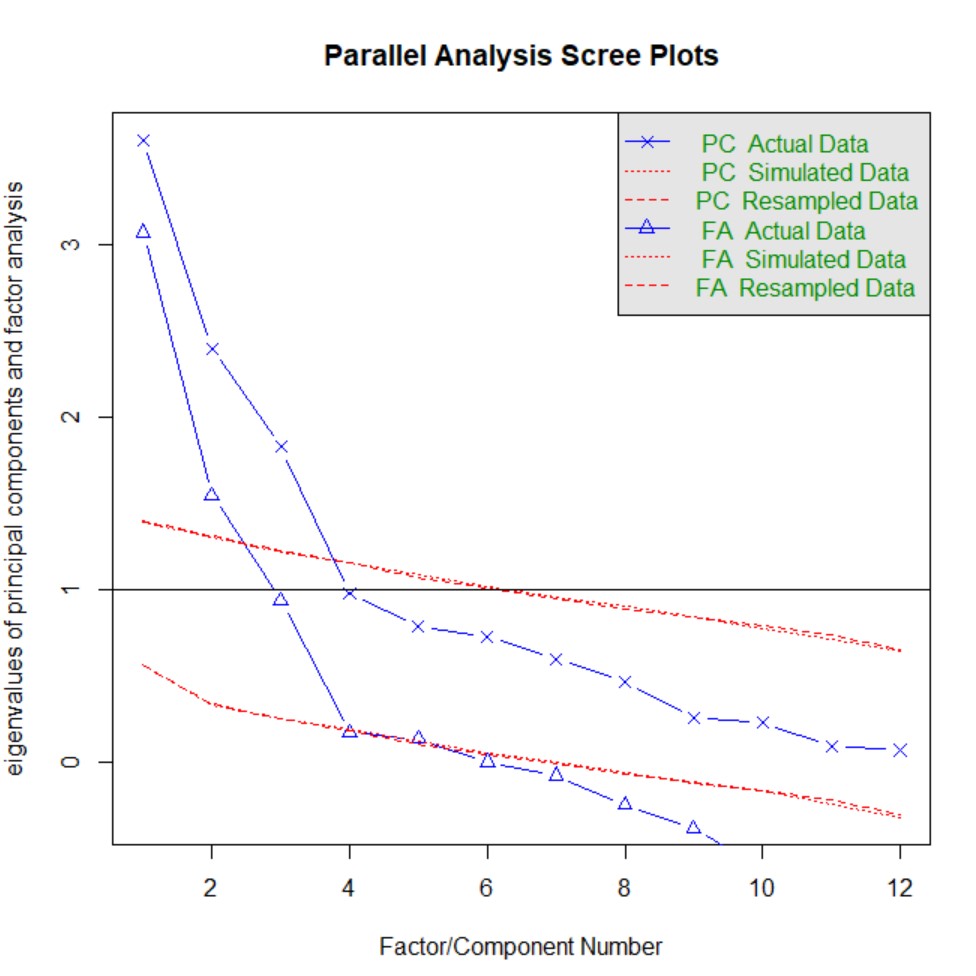 Parallel Analysis Scree Plots
eigenvalues of principal components and factor analysis
3
2
1
0
PC Actual Data
PC Simulated Data
PC Resampled Data
FA Actual Data
FA Simulated Data
FA Resampled Data
2 4 6 8 10 12
Factor/Component Number